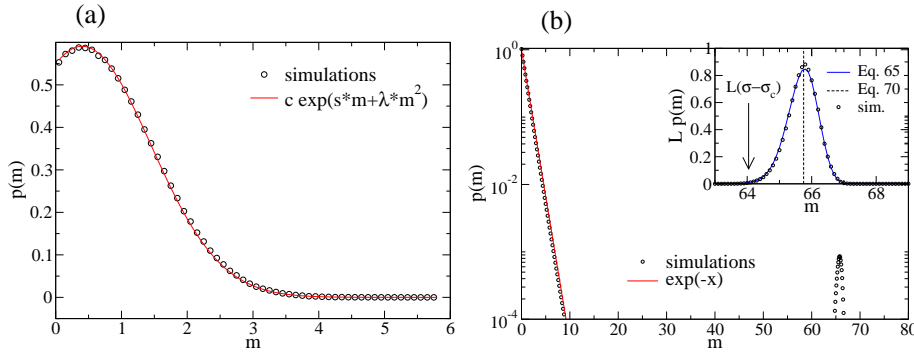 (a)
0.5
0.4
0.3
0.2
0.1
0
p(m)
0 1 2 3 4 5 6
m
simulations
c exp(s*m+λ*m²)
(b)
10⁰
10⁻²
10⁻⁴
p(m)
0 10 20 30 40 50 60 70 80
m
simulations
exp(-x)
1
0.8
0.6
0.4
0.2
0
L p(m)
64 66 68
m
L(σ−σc)
Eq. 65
Eq. 70
sim.